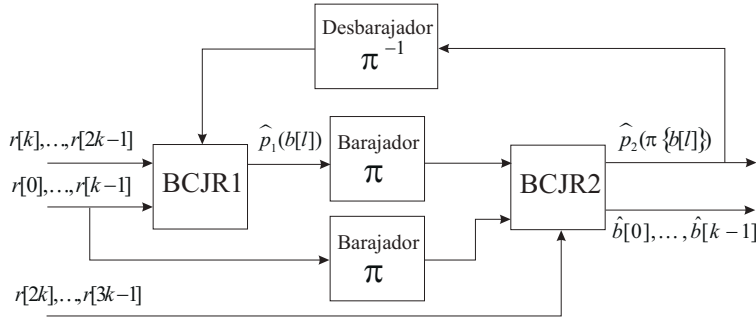 Desbarajador
π⁻¹
r[k],…,r[2k−1]
p̂₁(b[l])
Barajador
π
p̂₂(π{b[l]})
r[0],…,r[k−1]
BCJR1
BCJR2
Barajador
π
b̂[0],…,b̂[k−1]
r[2k],…,r[3k−1]